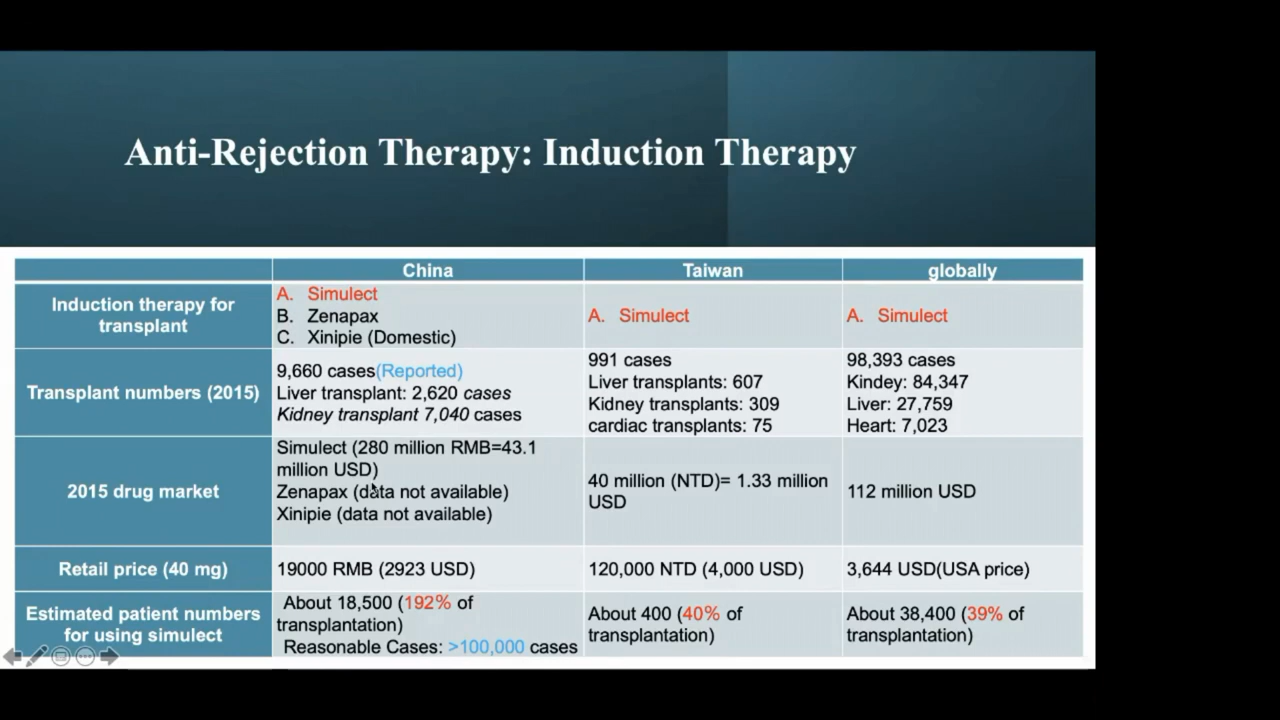 Anti-Rejection Therapy: Induction Therapy
China
Taiwan
globally
Induction therapy for
transplant
A. Simulect
B. Zenapax
C. Xinipie (Domestic)
A. Simulect
A. Simulect
Transplant numbers (2015)
9,660 cases(Reported)
Liver transplant: 2,620 cases
Kidney transplant 7,040 cases
991 cases
Liver transplants: 607
Kidney transplants: 309
cardiac transplants: 75
98,393 cases
Kindey: 84,347
Liver: 27,759
Heart: 7,023
2015 drug market
Simulect (280 million RMB=43.1
million USD)
Zenapax (data not available)
Xinipie (data not available)
40 million (NTD)= 1.33 million
USD
112 million USD
Retail price (40 mg)
19000 RMB (2923 USD)
120,000 NTD (4,000 USD)
3,644 USD(USA price)
Estimated patient numbers
for using simulect
About 18,500 (192% of
transplantation)
Reasonable Cases: >100,000 cases
About 400 (40% of
transplantation)
About 38,400 (39% of
transplantation)